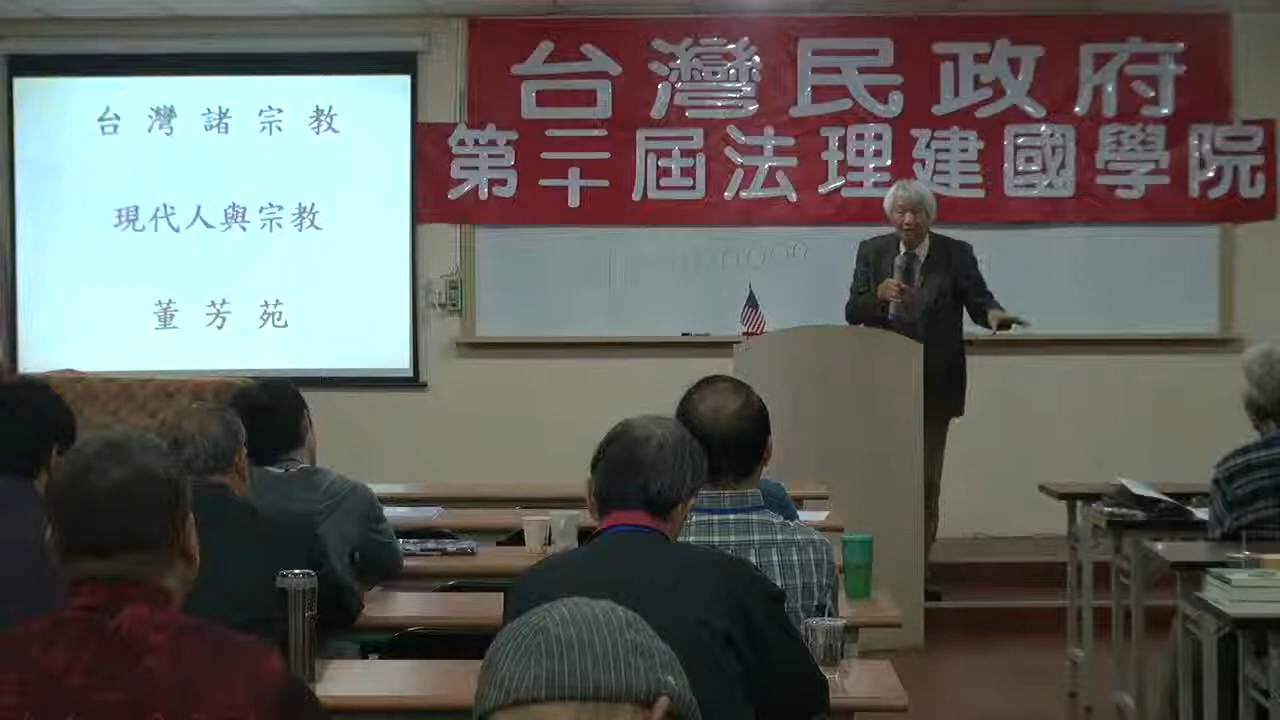 台灣諸宗教
現代人與宗教
董芳苑
台灣民政府
第二十屆法理建國學院